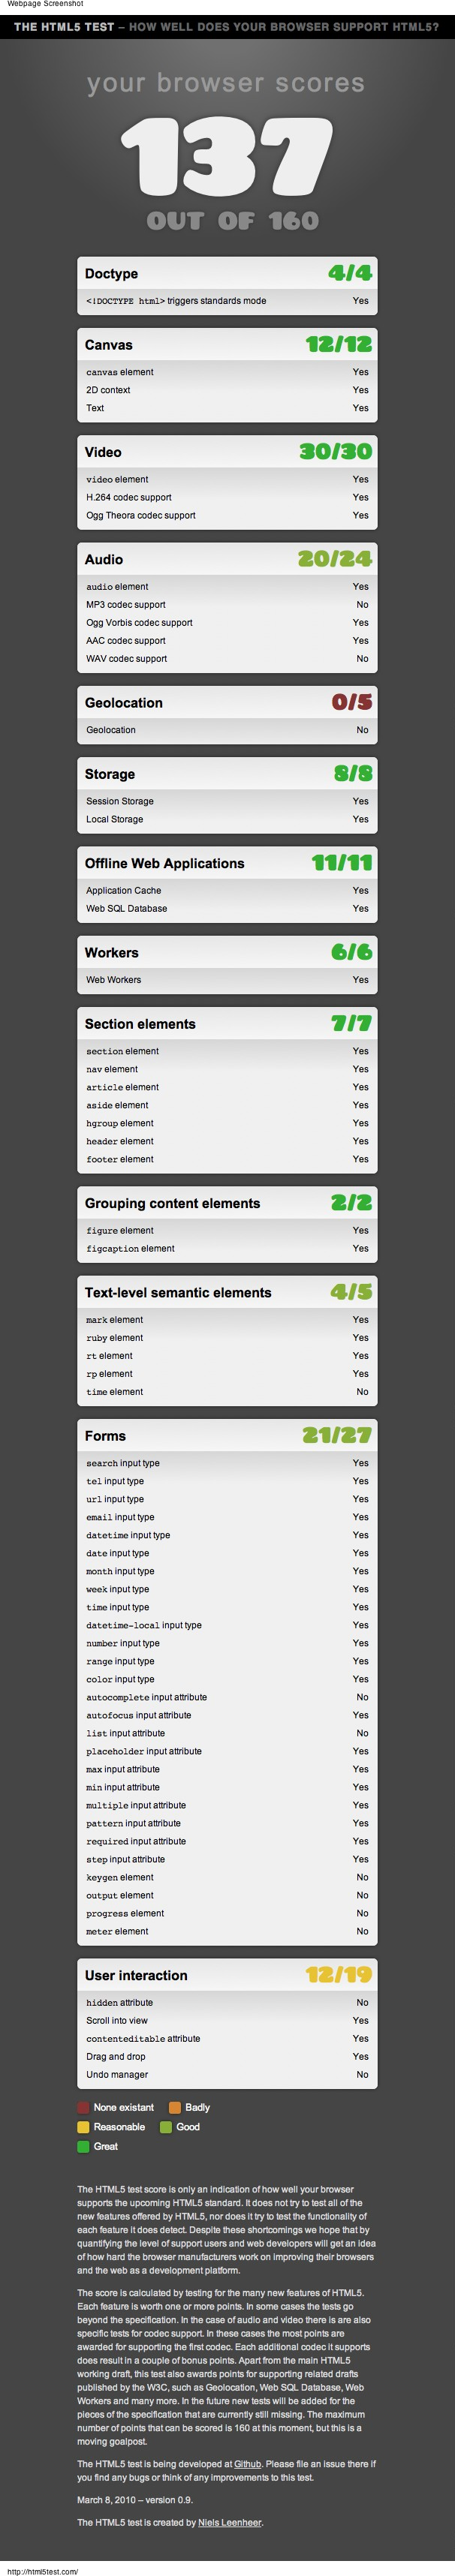 Webpage Screenshot
THE HTML5 TEST – HOW WELL DOES YOUR BROWSER SUPPORT HTML5?
your browser scores
137
OUT OF 160
Doctype 4/4
<!DOCTYPE html> triggers standards mode Yes
Canvas 12/12
canvas element Yes
2D context Yes
Text Yes
Video 30/30
video element Yes
H.264 codec support Yes
Ogg Theora codec support Yes
Audio 20/24
audio element Yes
MP3 codec support No
Ogg Vorbis codec support Yes
AAC codec support Yes
WAV codec support No
Geolocation 0/5
Geolocation No
Storage 8/8
Session Storage Yes
Local Storage Yes
Offline Web Applications 11/11
Application Cache Yes
Web SQL Database Yes
Workers 6/6
Web Workers Yes
Section elements 7/7
section element Yes
nav element Yes
article element Yes
aside element Yes
hgroup element Yes
header element Yes
footer element Yes
Grouping content elements 2/2
figure element Yes
figcaption element Yes
Text-level semantic elements 4/5
mark element Yes
ruby element Yes
rt element Yes
rp element Yes
time element No
Forms 21/27
search input type Yes
tel input type Yes
url input type Yes
email input type Yes
datetime input type Yes
date input type Yes
month input type Yes
week input type Yes
time input type Yes
datetime-local input type Yes
number input type Yes
range input type Yes
color input type Yes
autocomplete input attribute No
autofocus input attribute Yes
list input attribute No
placeholder input attribute Yes
max input attribute Yes
min input attribute Yes
multiple input attribute Yes
pattern input attribute Yes
required input attribute Yes
step input attribute Yes
keygen element No
output element No
progress element No
meter element No
User interaction 12/19
hidden attribute No
Scroll into view Yes
contenteditable attribute Yes
Drag and drop Yes
Undo manager No
None existant Badly
Reasonable Good
Great
The HTML5 test score is only an indication of how well your browser
supports the upcoming HTML5 standard. It does not try to test all of the
new features offered by HTML5, nor does it try to test the functionality of
each feature it does detect. Despite these shortcomings we hope that by
quantifying the level of support users and web developers will get an idea
of how hard the browser manufacturers work on improving their browsers
and the web as a development platform.
The score is calculated by testing for the many new features of HTML5.
Each feature is worth one or more points. In some cases the tests go
beyond the specification. In the case of audio and video there are also
specific tests for codec support. In these cases the most points are
awarded for supporting the first codec. Each additional codec it supports
does result in a couple of bonus points. Apart from the main HTML5
working draft, this test also awards points for supporting related drafts
published by the W3C, such as Geolocation, Web SQL Database, Web
Workers and many more. In the future new tests will be added for the
pieces of the specification that are currently still missing. The maximum
number of points that can be scored is 160 at this moment, but this is a
moving goalpost.
The HTML5 test is being developed at Github. Please file an issue there if
you find any bugs or think of any improvements to this test.
March 8, 2010 – version 0.9.
The HTML5 test is created by Niels Leenheer.
http://html5test.com/